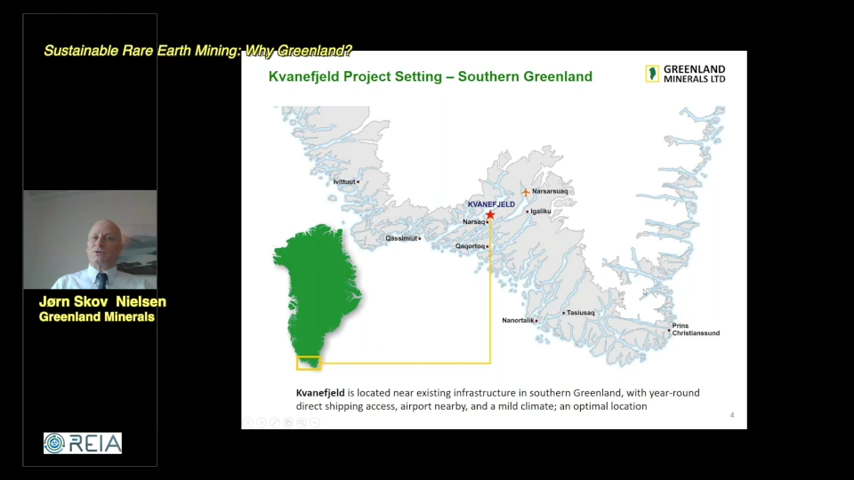 Sustainable Rare Earth Mining: Why Greenland?
Kvanefjeld Project Setting – Southern Greenland
GREENLAND
MINERALS LTD
Ivittuut
Narsarsuaq
KVANEFJELD
Igaliku
Narsaq
Qassimiut
Qaqortoq
Nanortalik
Tasiusaq
Prins
Christianssund
Jørn Skov Nielsen
Greenland Minerals
Kvanefjeld is located near existing infrastructure in southern Greenland, with year-round
direct shipping access, airport nearby, and a mild climate; an optimal location
4
REIA